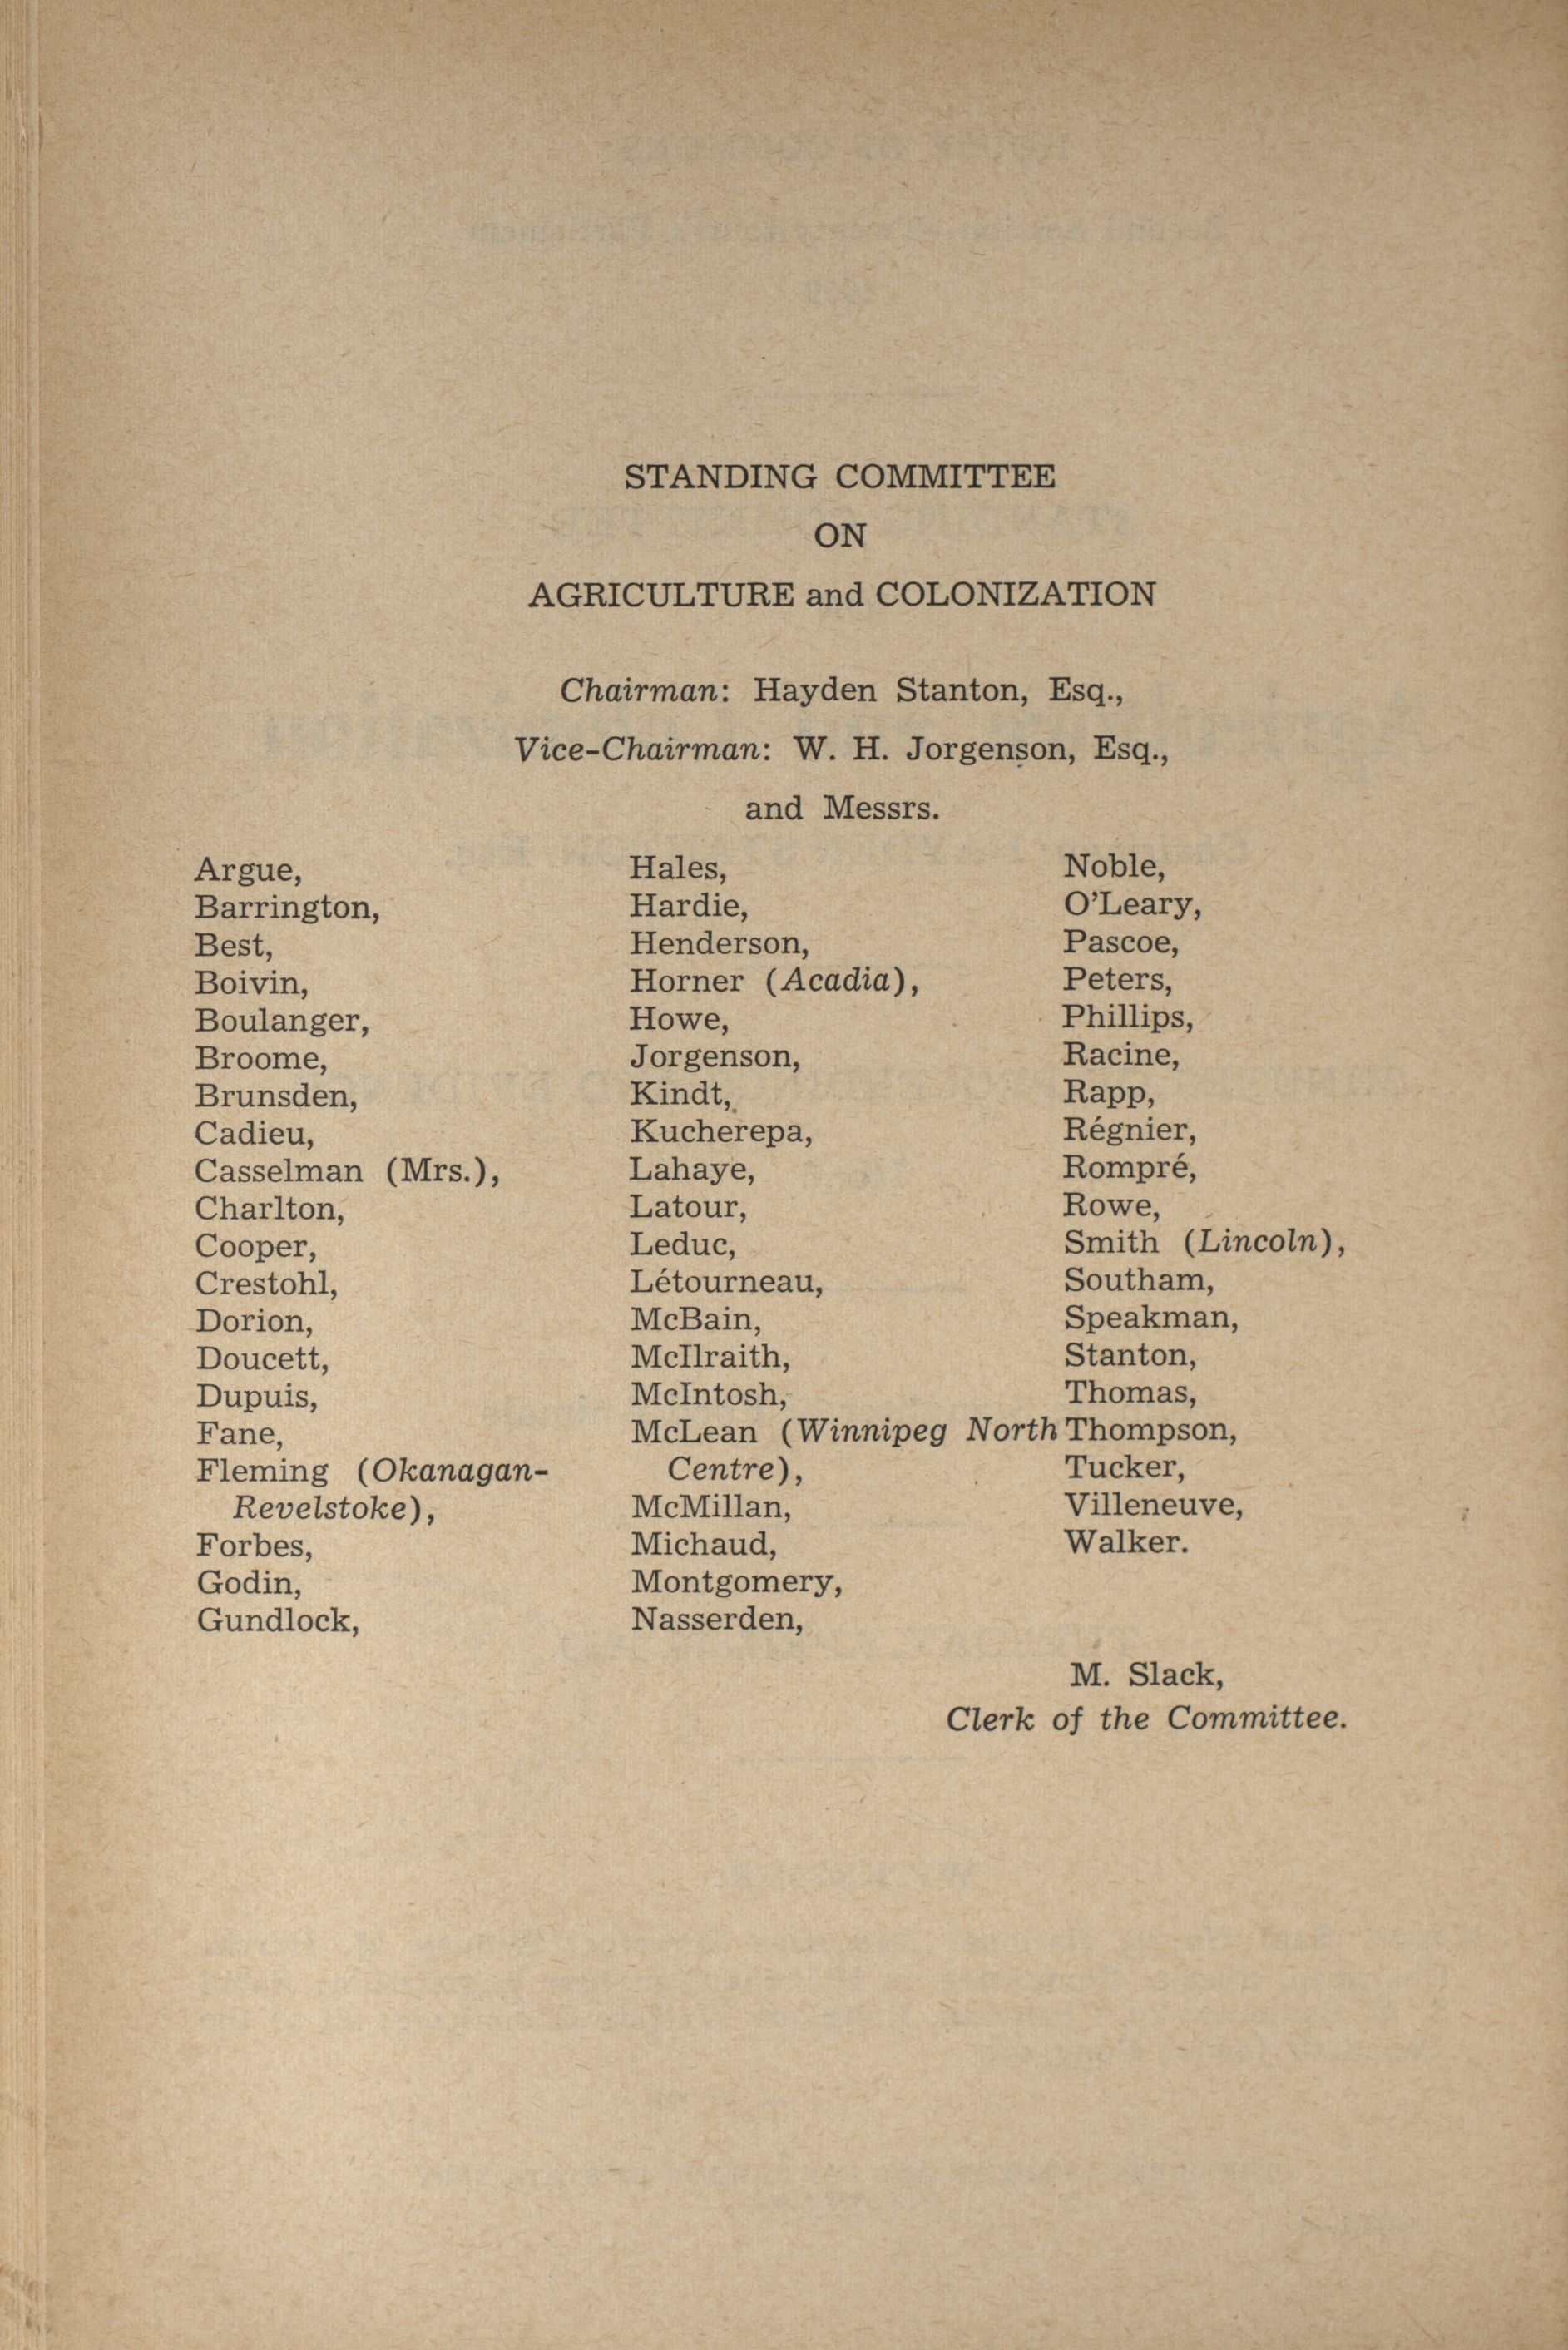 STANDING COMMITTEE
ON
AGRICULTURE and COLONIZATION
Chairman: Hayden Stanton, Esq.,
Vice-Chairman: W. H. Jorgenson, Esq.,
and Messrs.
Argue,
Barrington,
Best,
Boivin,
Boulanger,
Broome,
Brunsden,
Cadieu,
Casselman (Mrs.),
Charlton,
Cooper,
Crestohl,
Dorion,
Doucett,
Dupuis,
Fane,
Fleming (Okanagan-
Revelstoke),
Forbes,
Godin,
Gundlock,
Hales,
Hardie,
Henderson,
Horner (Acadia),
Howe,
Jorgenson,
Kindt,
Kucherepa,
Lahaye,
Latour,
Leduc,
Létourneau,
McBain,
McIlraith,
McIntosh,
McLean (Winnipeg North
Centre),
McMillan,
Michaud,
Montgomery,
Nasserden,
Noble,
O'Leary,
Pascoe,
Peters,
Phillips,
Racine,
Rapp,
Régnier,
Rompré,
Rowe,
Smith (Lincoln),
Southam,
Speakman,
Stanton,
Thomas,
Thompson,
Tucker,
Villeneuve,
Walker.
M. Slack,
Clerk of the Committee.